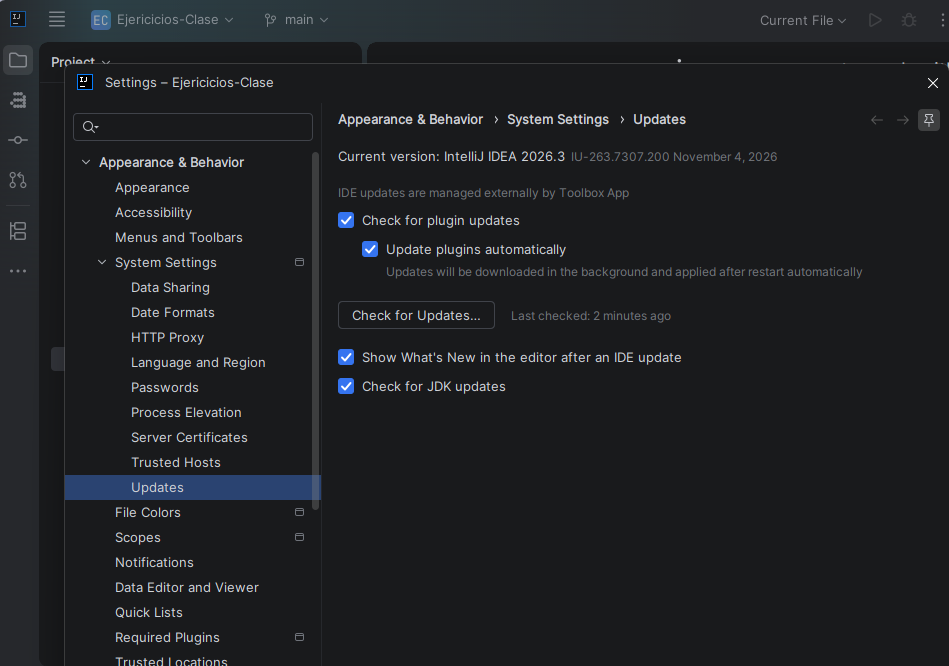 EC Ejericicios-Clase main Current File
Project
Settings – Ejericicios-Clase
Appearance & Behavior › System Settings › Updates
Current version: IntelliJ IDEA 2026.3 IU-263.7307.200 November 4, 2026
IDE updates are managed externally by Toolbox App
Check for plugin updates
Update plugins automatically
Updates will be downloaded in the background and applied after restart automatically
Check for Updates... Last checked: 2 minutes ago
Show What's New in the editor after an IDE update
Check for JDK updates
Appearance & Behavior
Appearance
Accessibility
Menus and Toolbars
System Settings
Data Sharing
Date Formats
HTTP Proxy
Language and Region
Passwords
Process Elevation
Server Certificates
Trusted Hosts
Updates
File Colors
Scopes
Notifications
Data Editor and Viewer
Quick Lists
Required Plugins
Trusted Locations